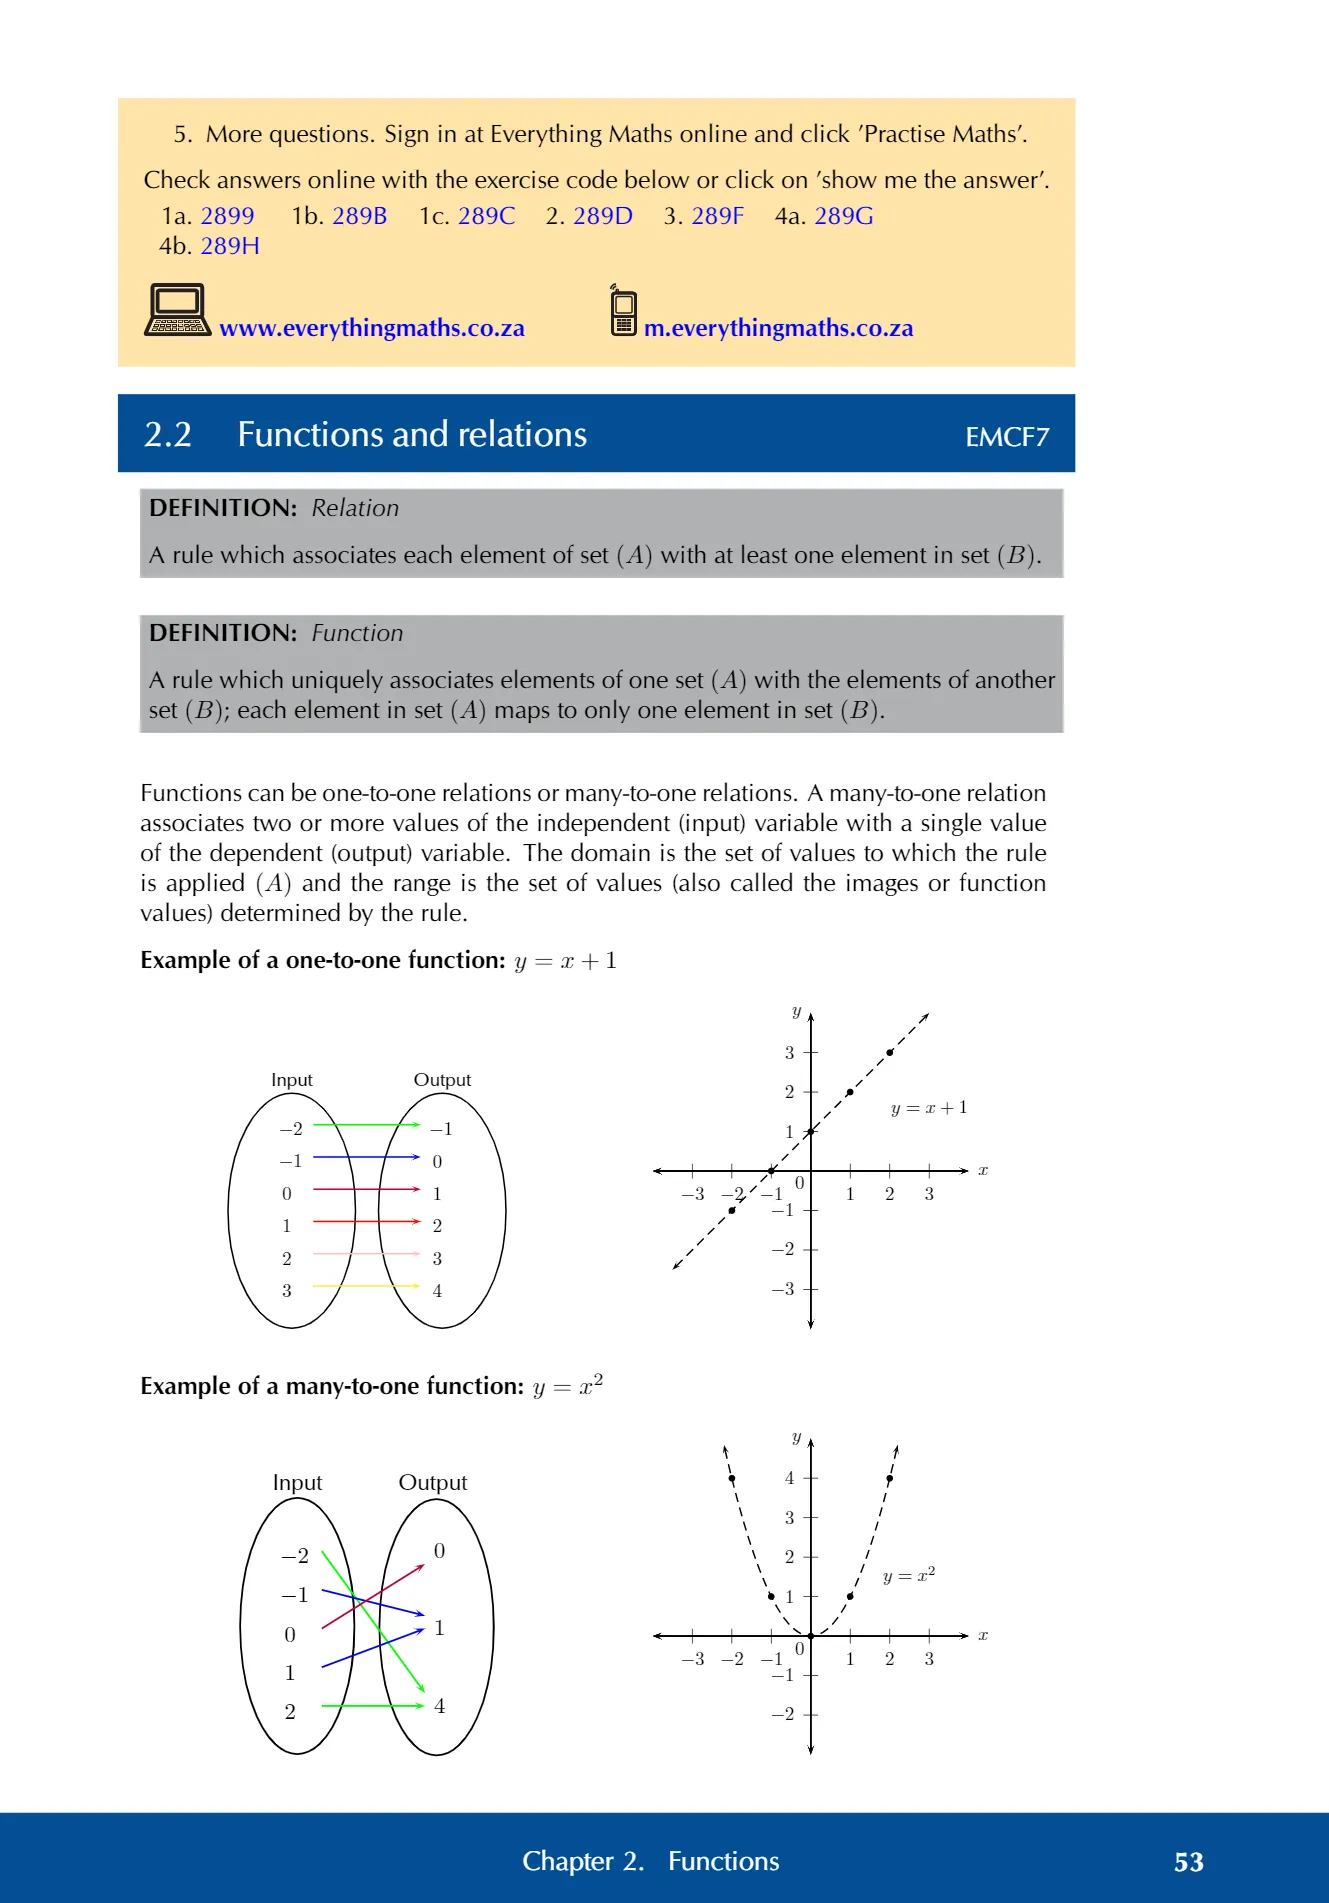 5. More questions. Sign in at Everything Maths online and click ’Practise Maths’.
Check answers online with the exercise code below or click on ’show me the answer’.
1a. 2899 1b. 289B 1c. 289C 2. 289D 3. 289F 4a. 289G
4b. 289H
www.everythingmaths.co.za m.everythingmaths.co.za
2.2 Functions and relations EMCF7
DEFINITION: Relation
A rule which associates each element of set (A) with at least one element in set (B).
DEFINITION: Function
A rule which uniquely associates elements of one set (A) with the elements of another
set (B); each element in set (A) maps to only one element in set (B).
Functions can be one-to-one relations or many-to-one relations. A many-to-one relation
associates two or more values of the independent (input) variable with a single value
of the dependent (output) variable. The domain is the set of values to which the rule
is applied (A) and the range is the set of values (also called the images or function
values) determined by the rule.
Example of a one-to-one function: y = x + 1
Input Output
−2 −1
−1 0
0 1
1 2
2 3
3 4
y
3
2
y = x + 1
1
x
0
−3 −2 −1 1 2 3
−1
−2
−3
Example of a many-to-one function: y = x²
Input Output
−2 0
−1
0 1
1
2 4
y
4
3
2
y = x²
1
x
0
−3 −2 −1 1 2 3
−1
−2
Chapter 2. Functions 53